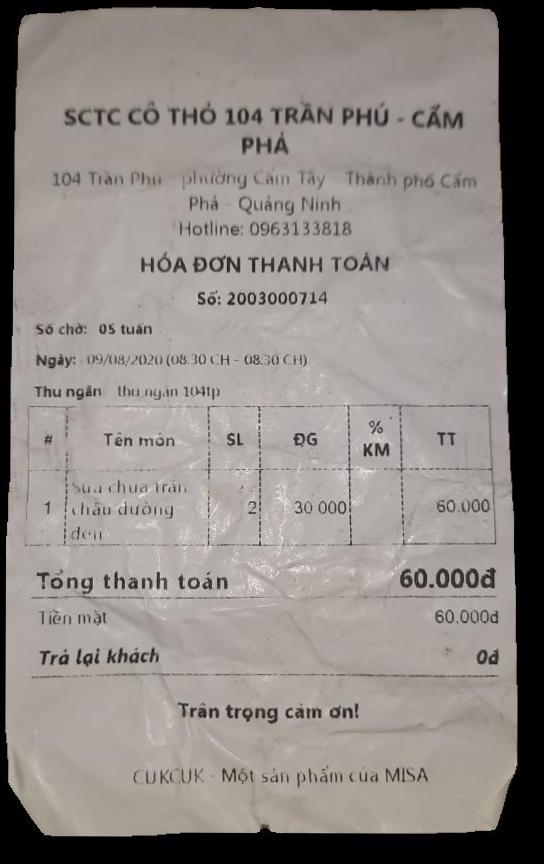 SCTC CÔ THỎ 104 TRẦN PHÚ - CẨM
PHẢ
104 Trần Phú - phường Cẩm Tây - Thành phố Cẩm
Phả - Quảng Ninh
Hotline: 0963133818
HÓA ĐƠN THANH TOÁN
Số: 2003000714
Số chờ: 05 tuấn
Ngày: 09/08/2020 (08:30 CH - 08:30 CH)
Thu ngân: thu ngân 104tp
# Tên món SL ĐG % KM TT
1 Sữa chua trân châu đường đen 2 30.000 60.000
Tổng thanh toán 60.000đ
Tiền mặt 60.000đ
Trả lại khách 0đ
Trân trọng cảm ơn!
CUKCUK - Một sản phẩm của MISA